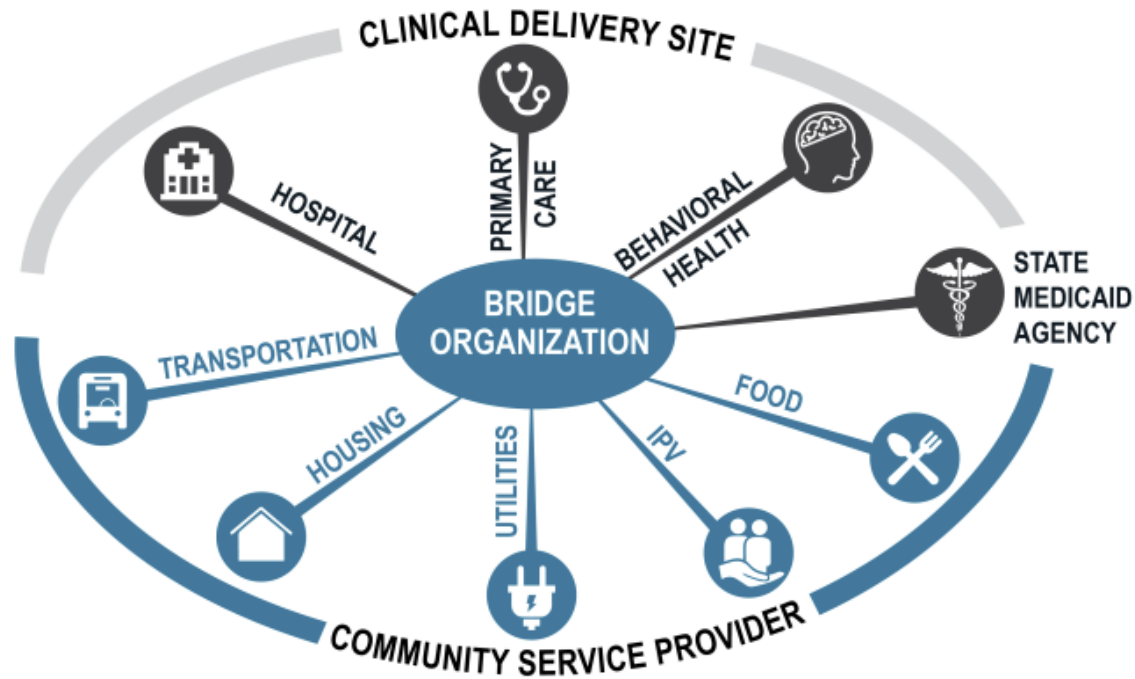 CLINICAL DELIVERY SITE
HOSPITAL
PRIMARY
CARE
BEHAVIORAL
HEALTH
STATE
MEDICAID
AGENCY
BRIDGE
ORGANIZATION
TRANSPORTATION
HOUSING
UTILITIES
IPV
FOOD
COMMUNITY SERVICE PROVIDER